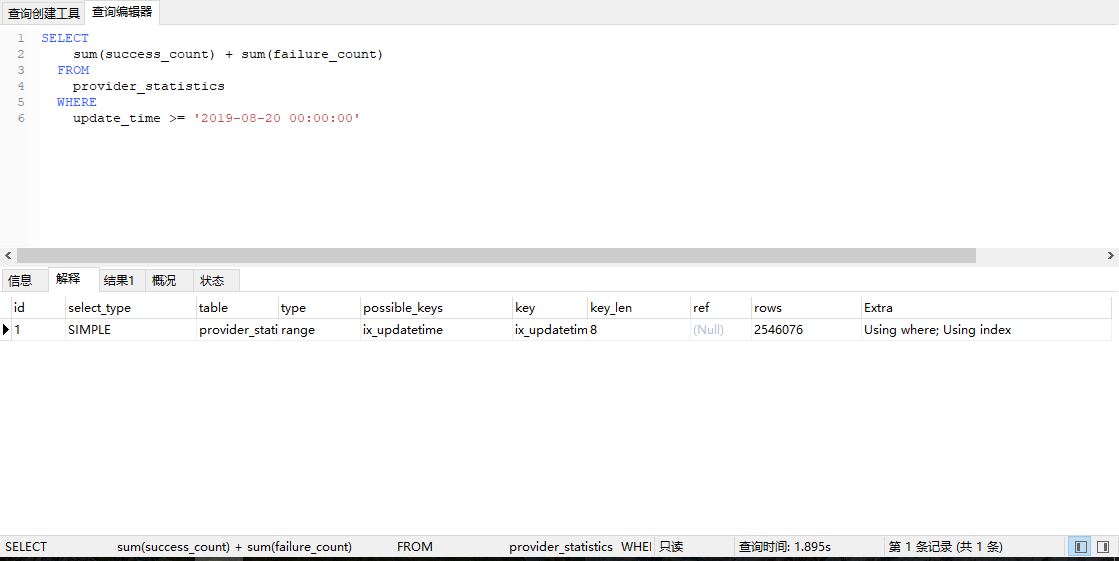 查询创建工具 查询编辑器
1 SELECT
2 sum(success_count) + sum(failure_count)
3 FROM
4 provider_statistics
5 WHERE
6 update_time >= '2019-08-20 00:00:00'
信息 解释 结果1 概况 状态
id select_type table type possible_keys key key_len ref rows Extra
1 SIMPLE provider_stati range ix_updatetime ix_updatetim 8 (Null) 2546076 Using where; Using index
SELECT sum(success_count) + sum(failure_count) FROM provider_statistics WHEI 只读 查询时间: 1.895s 第 1 条记录 (共 1 条)